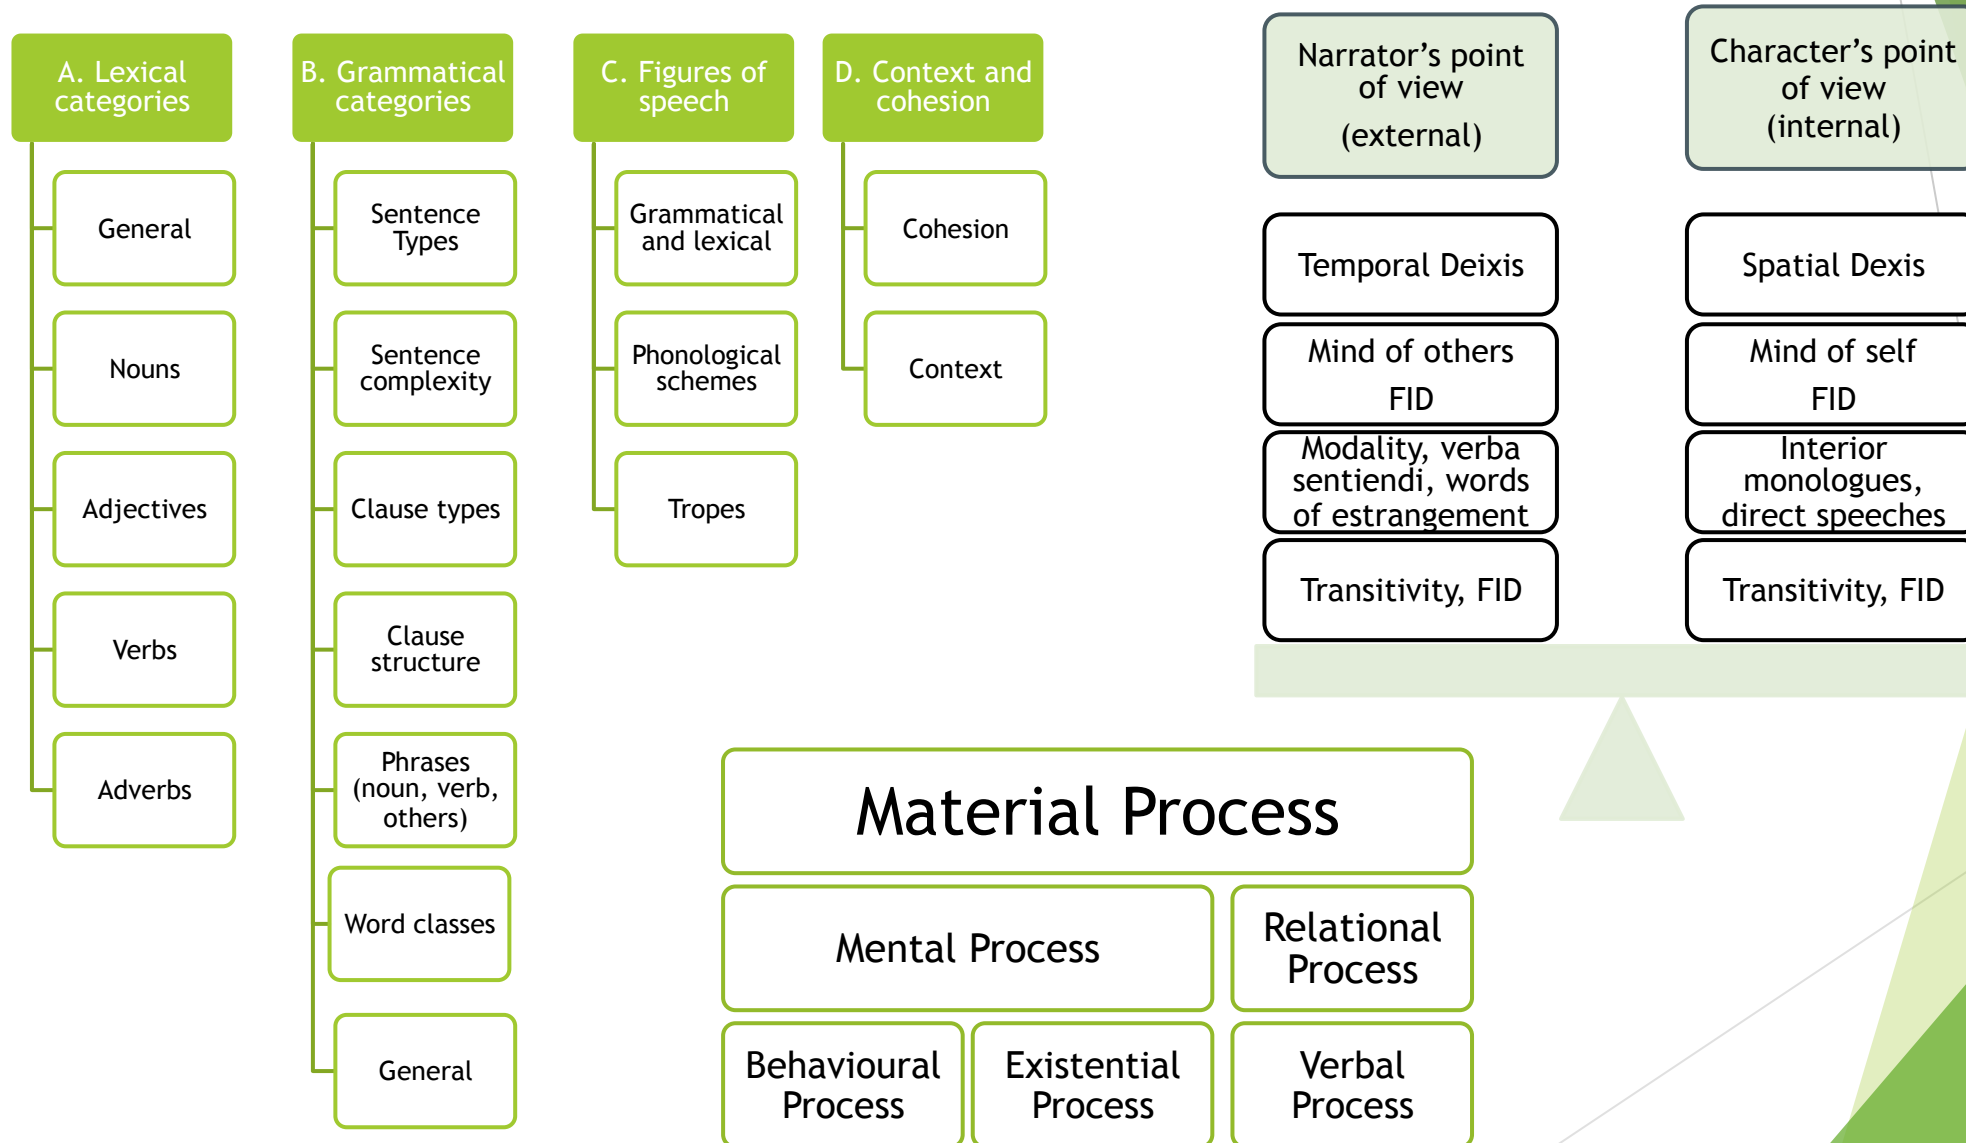 A. Lexical
categories
General
Nouns
Adjectives
Verbs
Adverbs
B. Grammatical
categories
Sentence
Types
Sentence
complexity
Clause types
Clause
structure
Phrases
(noun, verb,
others)
Word classes
General
C. Figures of
speech
Grammatical
and lexical
Phonological
schemes
Tropes
D. Context and
cohesion
Cohesion
Context
Narrator’s point
of view
(external)
Temporal Deixis
Mind of others
FID
Modality, verba
sentiendi, words
of estrangement
Transitivity, FID
Character’s point
of view
(internal)
Spatial Dexis
Mind of self
FID
Interior
monologues,
direct speeches
Transitivity, FID
Material Process
Mental Process
Relational
Process
Behavioural
Process
Existential
Process
Verbal
Process